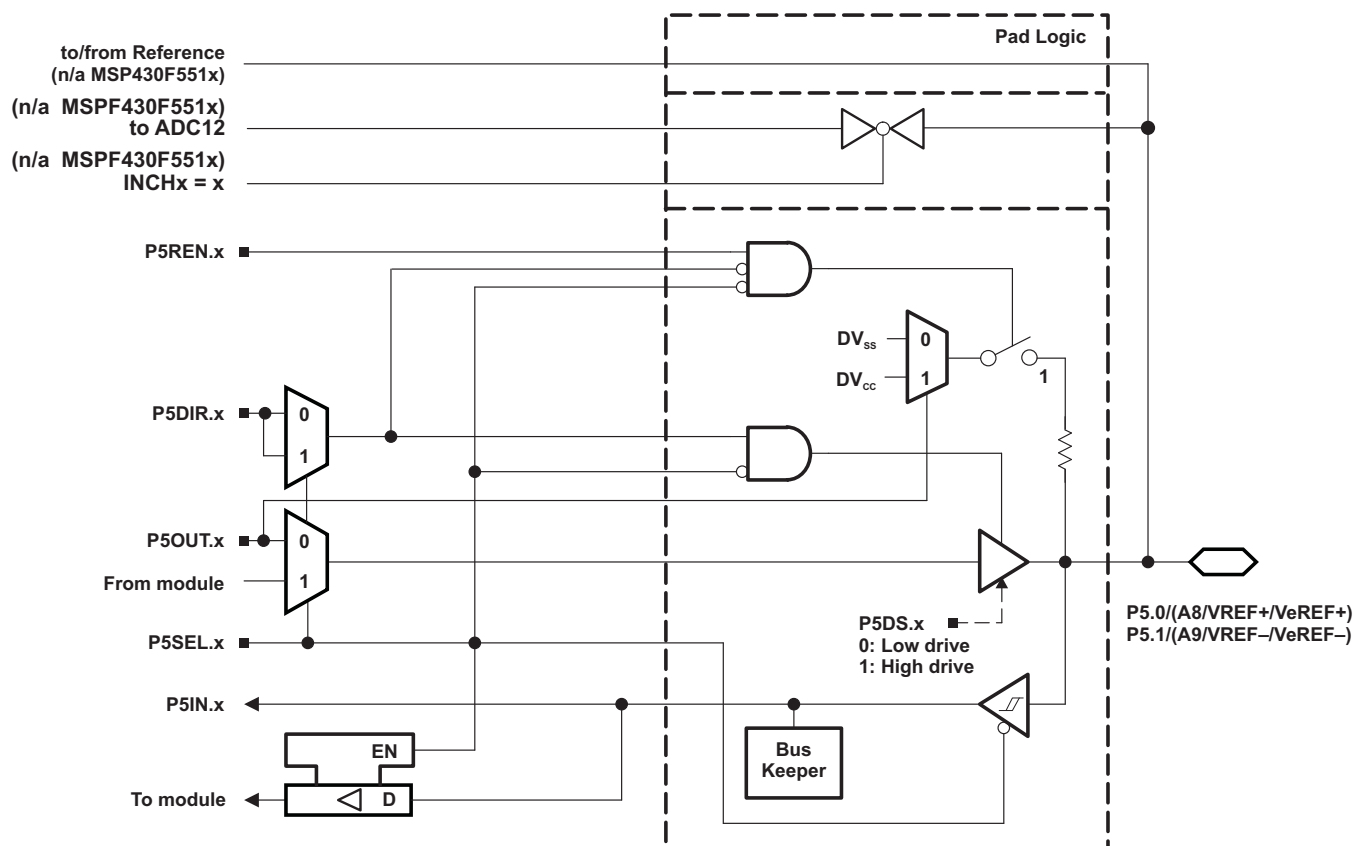 Pad Logic
to/from Reference
(n/a MSP430F551x)
(n/a MSPF430F551x)
to ADC12
(n/a MSPF430F551x)
INCHx = x
P5REN.x
DVss
0
DVcc
1
1
P5DIR.x
0
1
P5OUT.x
0
From module
1
P5SEL.x
P5DS.x
0: Low drive
1: High drive
P5.0/(A8/VREF+/VeREF+)
P5.1/(A9/VREF–/VeREF–)
P5IN.x
Bus
Keeper
EN
To module
D